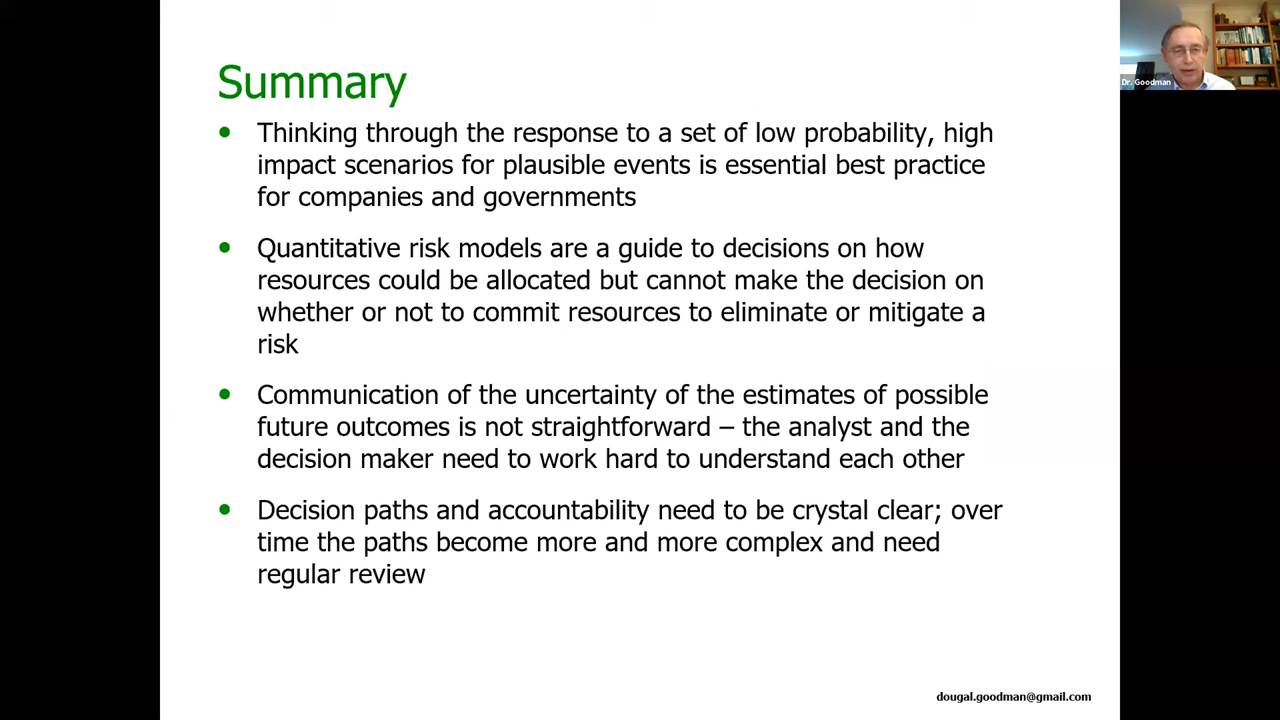 Summary
• Thinking through the response to a set of low probability, high
impact scenarios for plausible events is essential best practice
for companies and governments
• Quantitative risk models are a guide to decisions on how
resources could be allocated but cannot make the decision on
whether or not to commit resources to eliminate or mitigate a
risk
• Communication of the uncertainty of the estimates of possible
future outcomes is not straightforward – the analyst and the
decision maker need to work hard to understand each other
• Decision paths and accountability need to be crystal clear; over
time the paths become more and more complex and need
regular review
dougal.goodman@gmail.com
Dr. Goodman